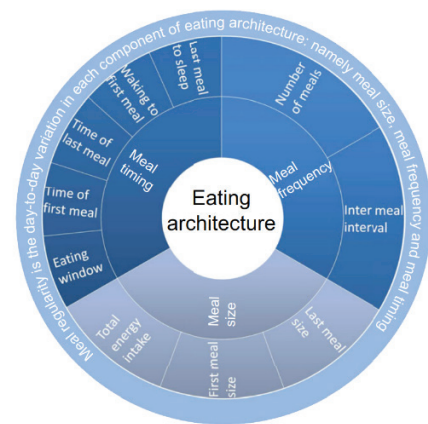 Meal regularity is the day-to-day variation in each component of eating architecture: namely meal size, meal frequency and meal timing
Eating
architecture
Meal
timing
Eating
window
Time of
first meal
Time of
last meal
Waking to
first meal
Last meal
to sleep
Meal
frequency
Number
of meals
Inter meal
interval
Meal
size
Last meal
size
First meal
size
Total
energy
Intake